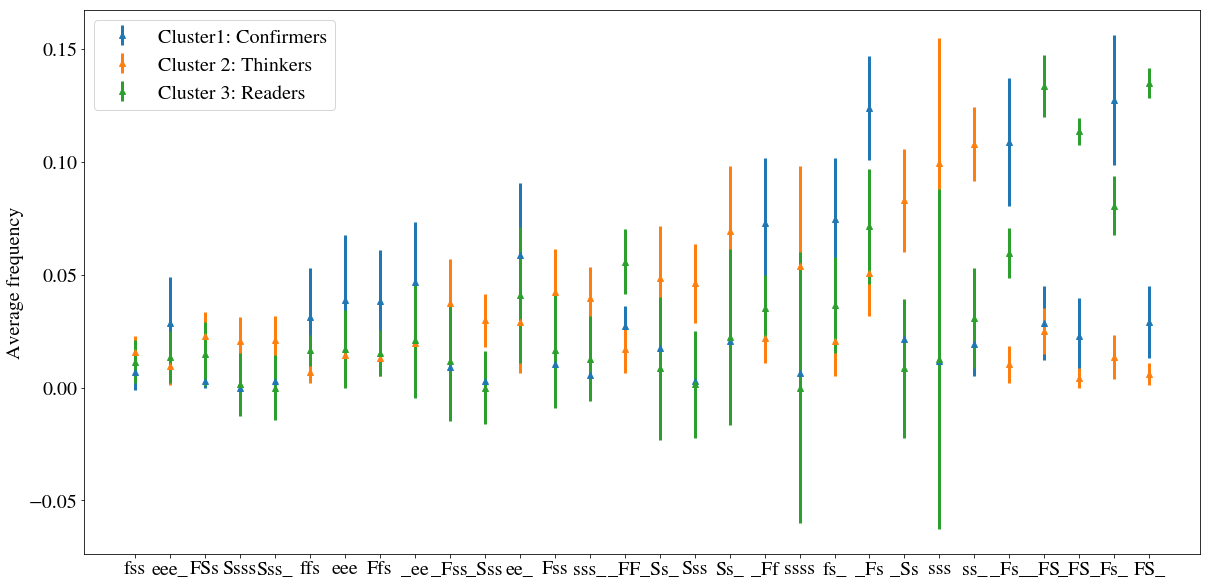 Cluster1: Confirmers
Cluster 2: Thinkers
Cluster 3: Readers
0.15
0.10
0.05
0.00
−0.05
Average frequency
fss eee_ FSs Ssss Sss_ ffs eee Ffs _ee _Fss _Sss ee_ Fss sss_ _FF _Ss_ Sss Ss_ _Ff ssss fs_ _Fs _Ss sss ss_ _Fs_ _FS _FS_ Fs_ FS_